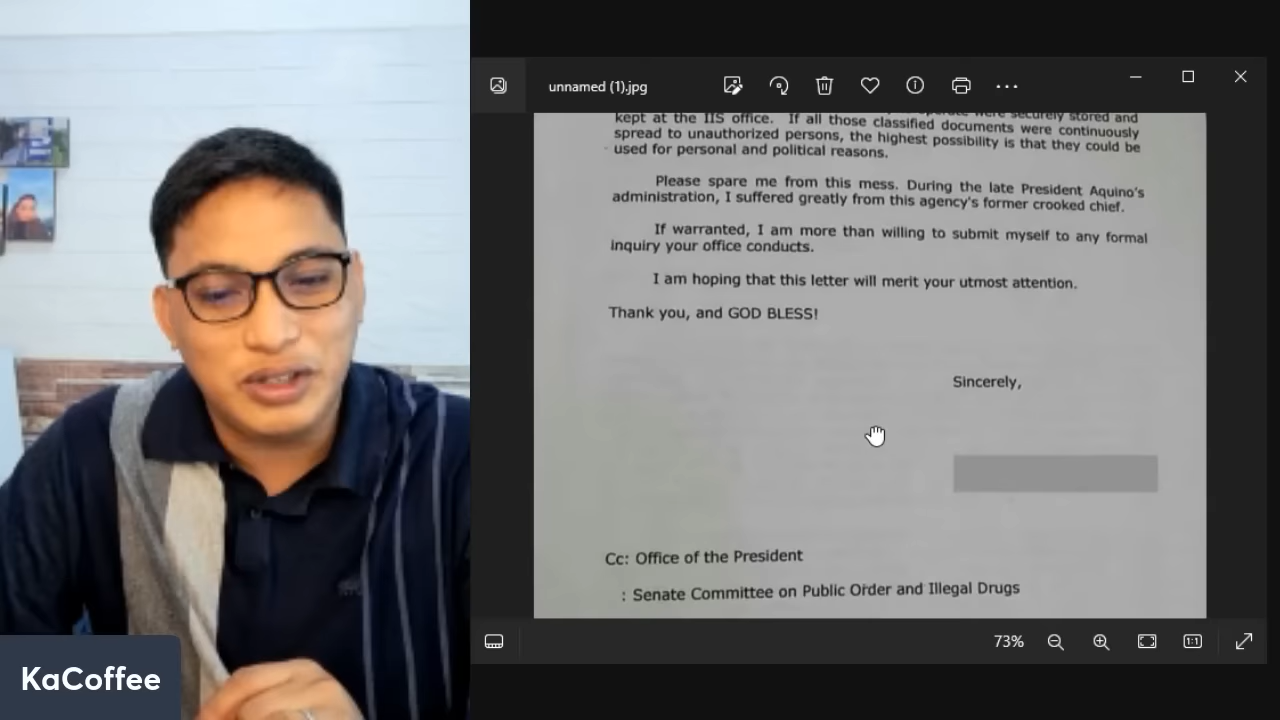 unnamed (1).jpg
were securely stored and
kept at the IIS office. If all those classified documents were continuously
spread to unauthorized persons, the highest possibility is that they could be
used for personal and political reasons.
Please spare me from this mess. During the late President Aquino's
administration, I suffered greatly from this agency's former crooked chief.
If warranted, I am more than willing to submit myself to any formal
inquiry your office conducts.
I am hoping that this letter will merit your utmost attention.
Thank you, and GOD BLESS!
Sincerely,
Cc: Office of the President
: Senate Committee on Public Order and Illegal Drugs
73%
1:1
KaCoffee